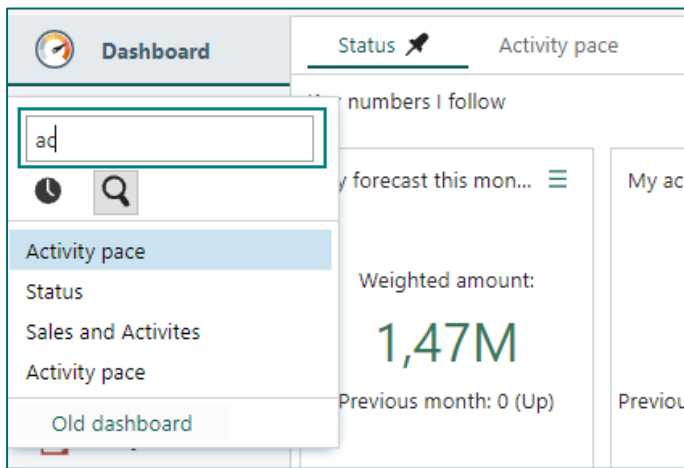 Dashboard
Status
Activity pace
numbers I follow
ac
y forecast this mon...
My ac
Activity pace
Status
Sales and Activites
Activity pace
Old dashboard
Weighted amount:
1,47M
Previous month: 0 (Up)
Previou